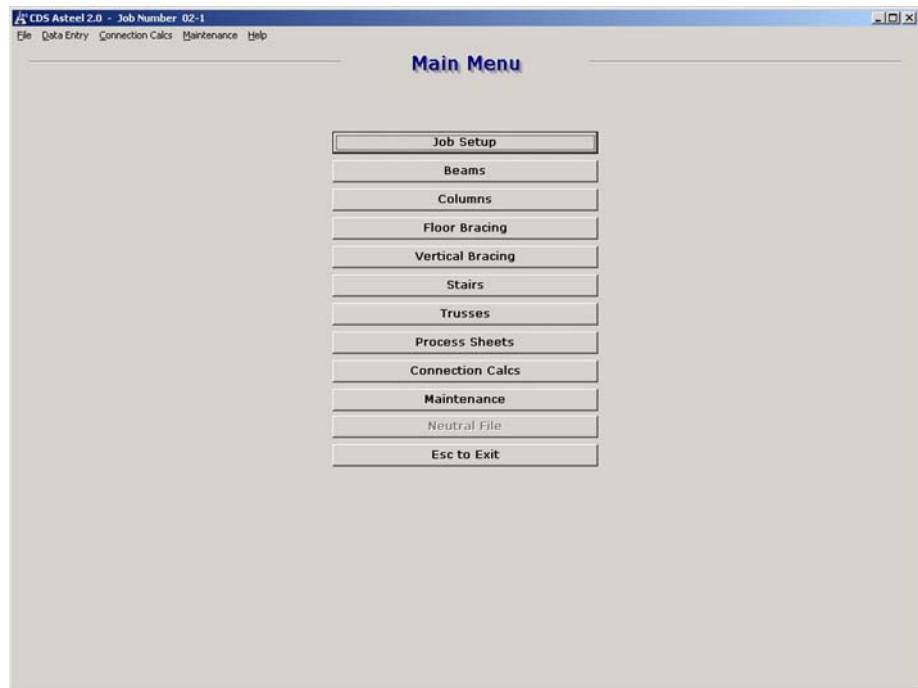 CDS Asteel 2.0 - Job Number 02-1
File Data Entry Connection Calcs Maintenance Help
Main Menu
Job Setup
Beams
Columns
Floor Bracing
Vertical Bracing
Stairs
Trusses
Process Sheets
Connection Calcs
Maintenance
Neutral File
Esc to Exit